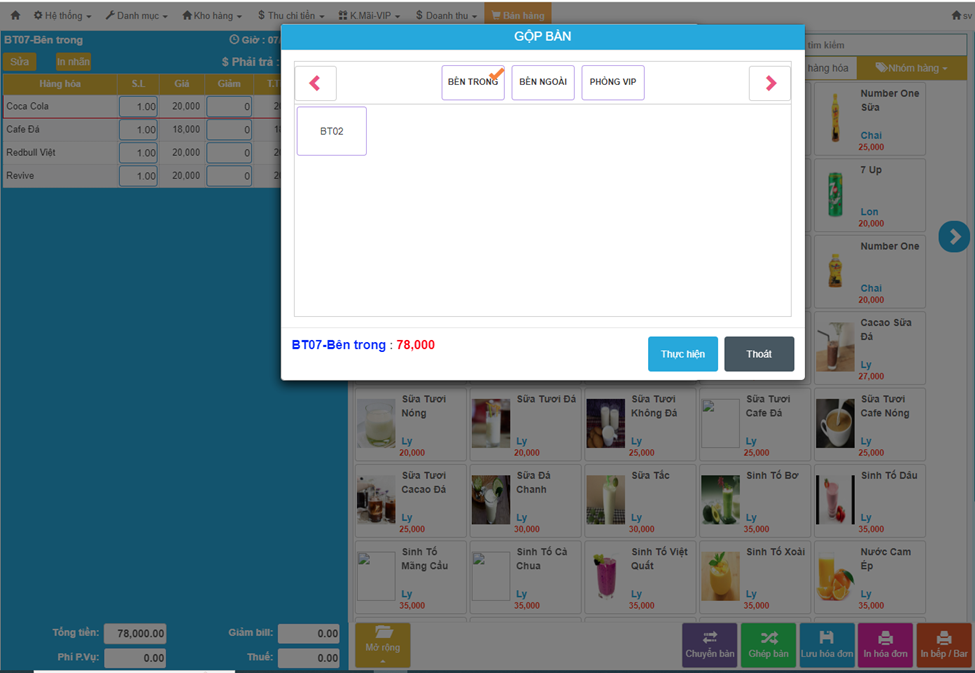 Hệ thống
Danh mục
Kho hàng
$ Thu chi tiền
K.Mãi-VIP
$ Doanh thu
Bán hàng
sv
BT07-Bên trong
Giờ : 07
Sửa
In nhãn
$ Phải trả :
Hàng hóa S.L Giá Giảm T.T
Coca Cola 1.00 20,000 0 2
Cafe Đá 1.00 18,000 0 1
Redbull Việt 1.00 20,000 0 2
Revive 1.00 20,000 0 2
GỘP BÀN
BÊN TRONG
BÊN NGOÀI
PHÒNG VIP
BT02
BT07-Bên trong : 78,000
Thực hiện
Thoát
tìm kiếm
hàng hóa
Nhóm hàng
Number One
Sữa
Chai
25,000
7 Up
Lon
20,000
Number One
Chai
20,000
Cacao Sữa
Đá
Ly
27,000
Sữa Tươi
Nóng
Ly
20,000
Sữa Tươi Đá
Ly
20,000
Sữa Tươi
Không Đá
Ly
25,000
Sữa Tươi
Cafe Đá
Ly
25,000
Sữa Tươi
Cafe Nóng
Ly
25,000
Sữa Tươi
Cacao Đá
Ly
25,000
Sữa Đá
Chanh
Ly
30,000
Sữa Tắc
Ly
30,000
Sinh Tố Bơ
Ly
35,000
Sinh Tố Dâu
Ly
35,000
Sinh Tố
Mãng Cầu
Ly
35,000
Sinh Tố Cà
Chua
Ly
35,000
Sinh Tố Việt
Quất
Ly
35,000
Sinh Tố Xoài
Ly
35,000
Nước Cam
Ép
Ly
35,000
Tổng tiền: 78,000.00
Giảm bill: 0.00
Phí P.Vụ: 0.00
Thuế: 0.00
Mở rộng
Chuyển bàn
Ghép bàn
Lưu hóa đơn
In hóa đơn
In bếp / Bar